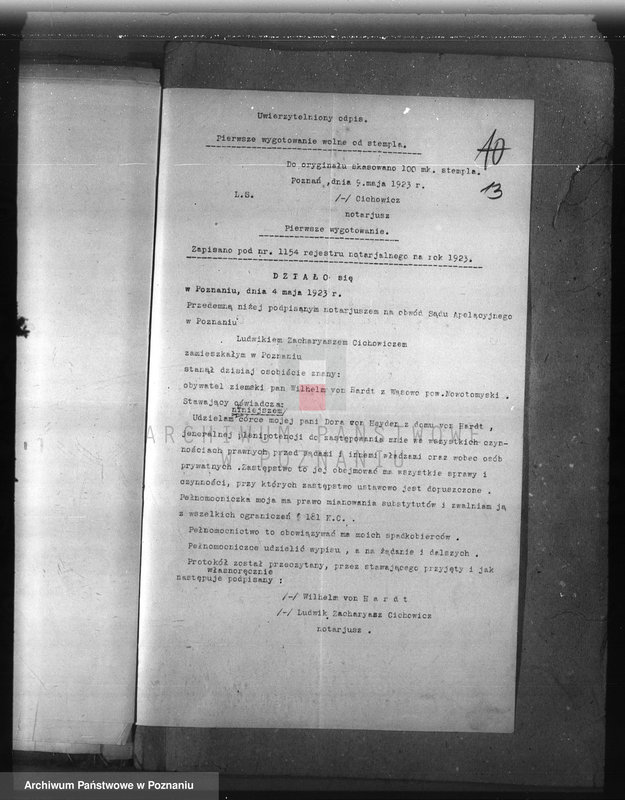 Uwierzytelniony odpis.
Pierwsze wygotowanie wolne od stempla.
40
Do oryginału skasowano 100 mk. stempla.
Poznań ,dnia 9.maja 1923 r.
13
L.S. /-/ Cichowicz
notarjusz
Pierwsze wygotowanie.
Zapisano pod nr. 1154 rejestru notarjalnego na rok 1923.
DZIAŁO się
w Poznaniu, dnia 4 maja 1923 r.
Przedemną niżej podpisanym notarjuszem na obwód Sądu Apelacyjnego
w Poznaniu
Ludwikiem Zacharyaszem Cichowiczem
zamieszkałym w Poznaniu
stanął dzisiaj osobiście znany:
obywatel ziemski pan Wilhelm von Hardt z Wąsowo pow.Nowotomyski .
Stawający oświadcza:
niniejszem/
Udzielam córce mojej pani Dora von Heyden z domu von Hardt ,
jeneralnej plenipotencji do zastępowania mnie we wszystkich czyn-
nościach prawnych przed sądami i innemi władzami oraz wobec osób
prywatnych .Zastępstwo to jej obejmować ma wszystkie sprawy i
czynności, przy których zastępstwo ustawowo jest dopuszczone .
Pełnomocniczka moja ma prawo mianowania substytutów i zwalniam ją
z wszelkich ograniczeń § 181 K.C. .
Pełnomocnictwo to obowiązywać ma moich spadkobierców .
Pełnomocniczce udzielić wypisu , a na żądanie i dalszych .
Protokół został przeczytany, przez stawającego przyjęty i jak
własnoręcznie
następuje podpisany :
/-/ Wilhelm von Hardt
/-/ Ludwik Zacharyasz Cichowicz
notarjusz .
ARCHIWUM PAŃSTWOWE
W POZNANIU
Archiwum Państwowe w Poznaniu